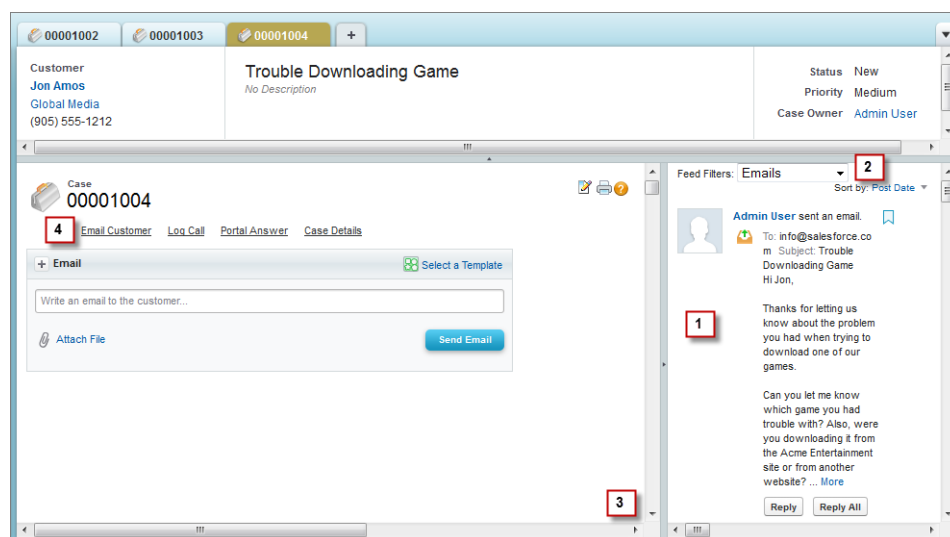 00001002
00001003
00001004
+
Customer
Jon Amos
Global Media
(905) 555-1212
Trouble Downloading Game
No Description
Status New
Priority Medium
Case Owner Admin User
Case
00001004
4
Email Customer
Log Call
Portal Answer
Case Details
+ Email
Select a Template
Write an email to the customer...
Attach File
Send Email
3
Feed Filters: Emails
2
Sort by: Post Date
Admin User sent an email.
To: info@salesforce.co
m Subject: Trouble
Downloading Game
Hi Jon,
1
Thanks for letting us
know about the problem
you had when trying to
download one of our
games.
Can you let me know
which game you had
trouble with? Also, were
you downloading it from
the Acme Entertainment
site or from another
website? ... More
Reply
Reply All